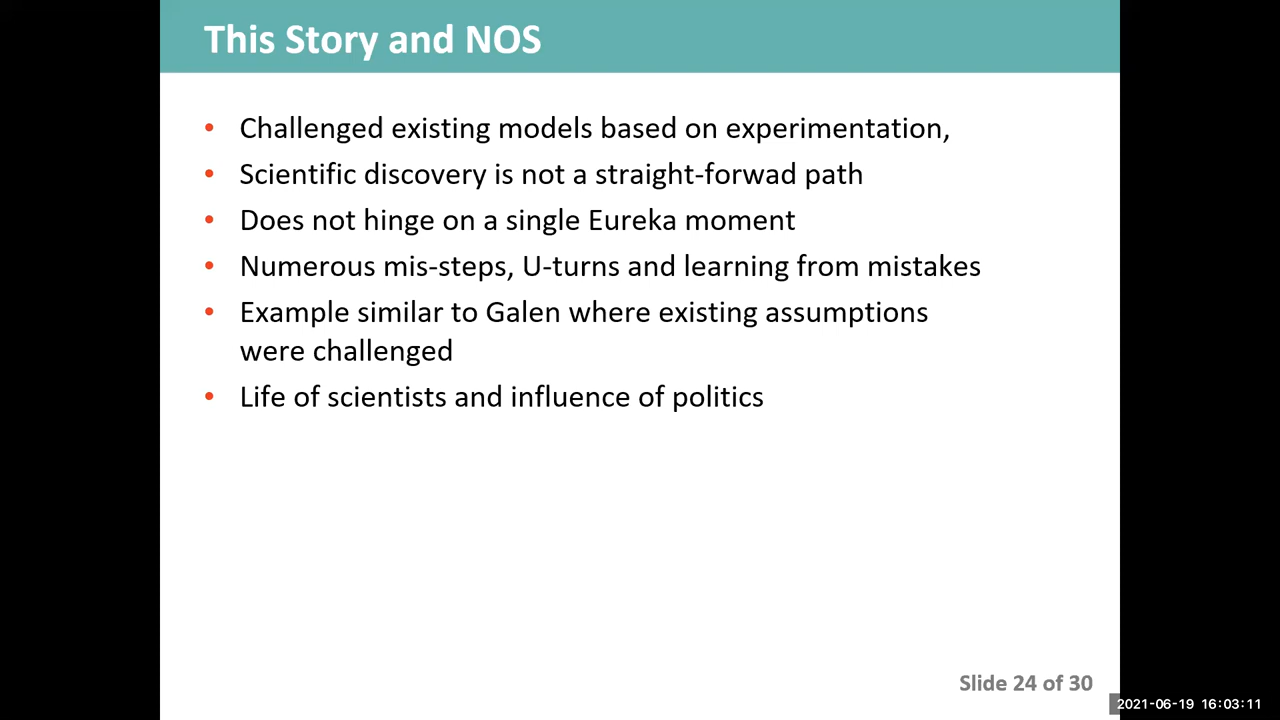 This Story and NOS
• Challenged existing models based on experimentation,
• Scientific discovery is not a straight-forwad path
• Does not hinge on a single Eureka moment
• Numerous mis-steps, U-turns and learning from mistakes
• Example similar to Galen where existing assumptions
were challenged
• Life of scientists and influence of politics
Slide 24 of 30
2021-06-19 16:03:11